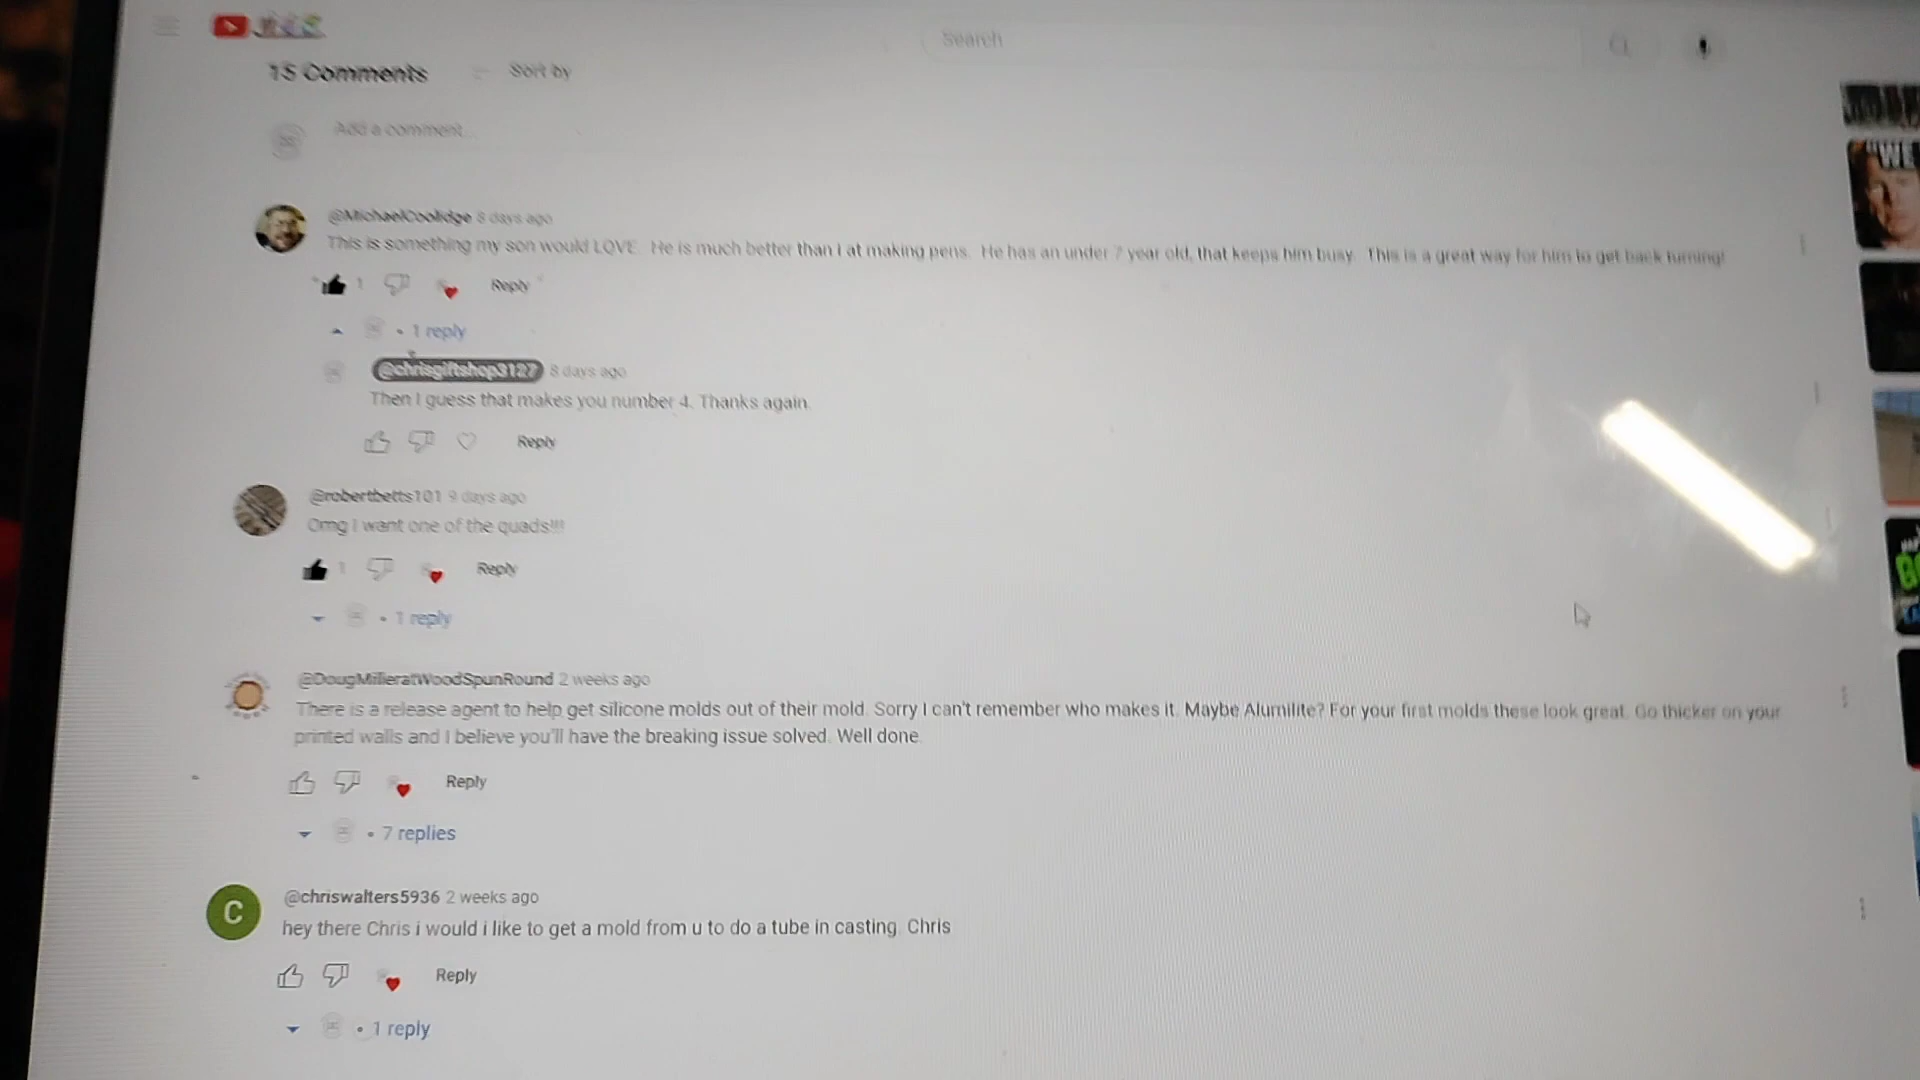 Search
15 Comments
Sort by
Add a comment...
@MichaelCoolidge 8 days ago
This is something my son would LOVE. He is much better than I at making pens. He has an under 7 year old, that keeps him busy. This is a great way for him to get back turning!
1
Reply
1 reply
@chrisgiftshop3127 8 days ago
Then I guess that makes you number 4. Thanks again.
Reply
@robertbetts101 9 days ago
Omg I want one of the quads!!!
1
Reply
1 reply
@DougMilleratWoodSpunRound 2 weeks ago
There is a release agent to help get silicone molds out of their mold. Sorry I can't remember who makes it. Maybe Alumilite? For your first molds these look great. Go thicker on your
printed walls and I believe you'll have the breaking issue solved. Well done.
Reply
7 replies
C
@chriswalters5936 2 weeks ago
hey there Chris i would i like to get a mold from u to do a tube in casting. Chris
Reply
1 reply
"WE